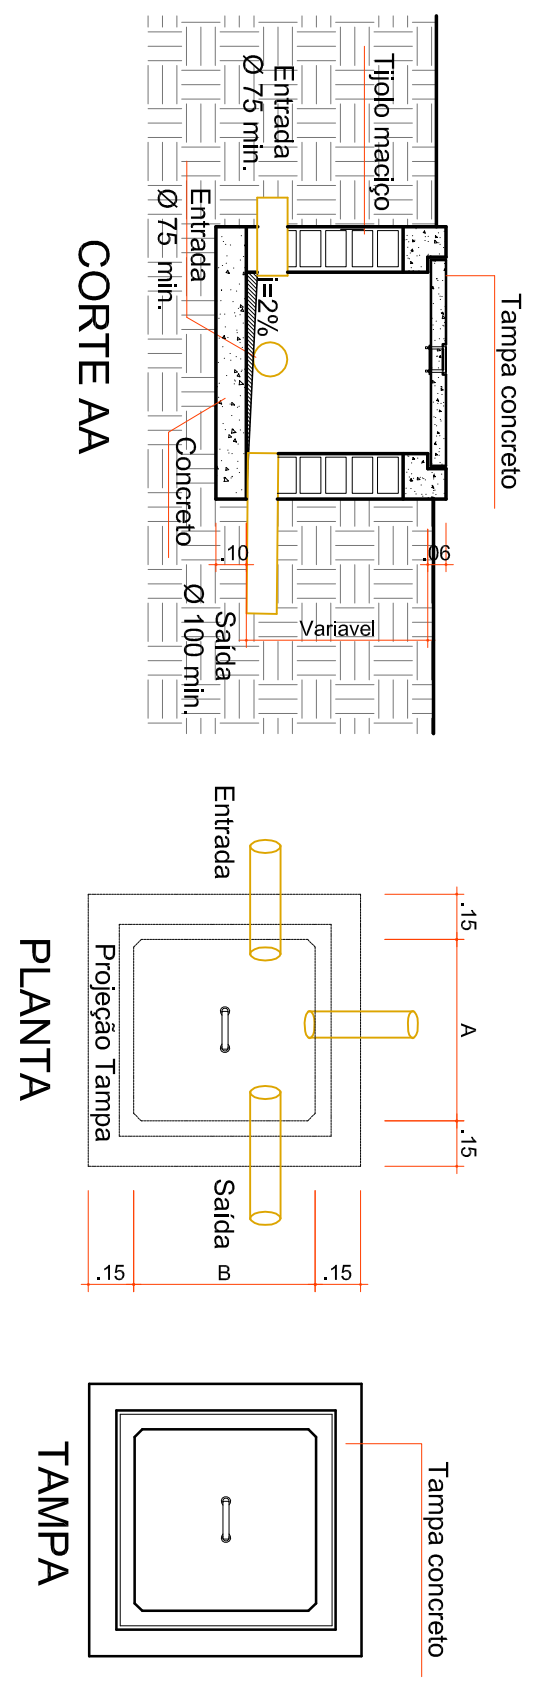 Tampa concreto
Tijolo maciço
Entrada
Ø 75 min.
i=2%
Entrada
Ø 75 min.
Concreto
Saída
Ø 100 min.
.10
.06
Variavel
CORTE AA
.15
A
.15
Entrada
Projeção Tampa
Saída
.15
B
.15
PLANTA
Tampa concreto
TAMPA